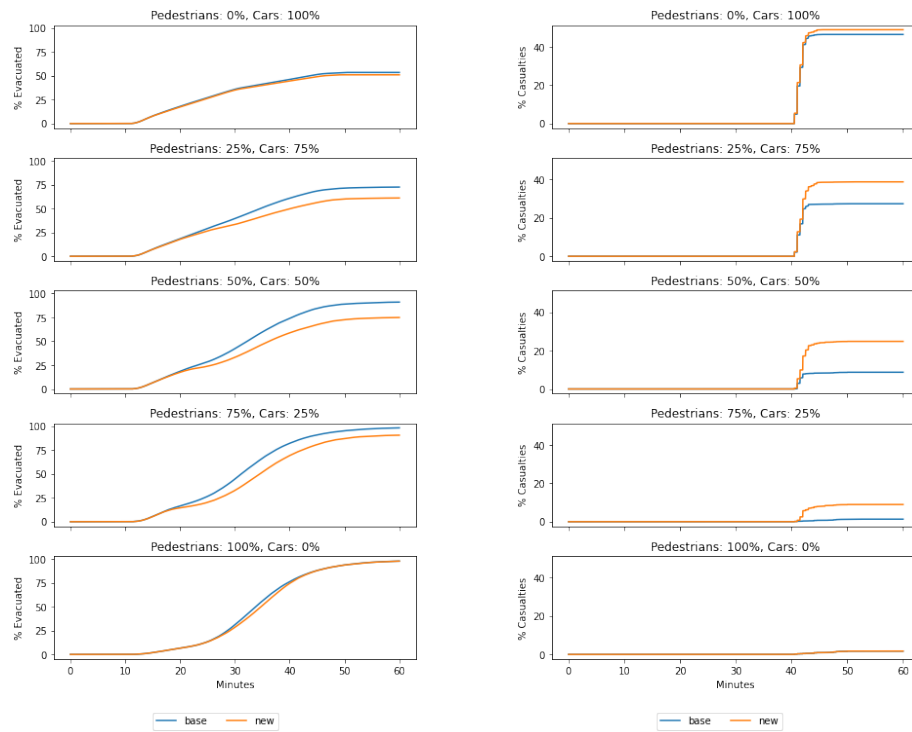 Pedestrians: 0%, Cars: 100%
100
75
50
25
0
% Evacuated
Pedestrians: 25%, Cars: 75%
100
75
50
25
0
% Evacuated
Pedestrians: 50%, Cars: 50%
100
75
50
25
0
% Evacuated
Pedestrians: 75%, Cars: 25%
100
75
50
25
0
% Evacuated
Pedestrians: 100%, Cars: 0%
100
75
50
25
0
% Evacuated
0 10 20 30 40 50 60
Minutes
base new
Pedestrians: 0%, Cars: 100%
40
20
0
% Casualties
Pedestrians: 25%, Cars: 75%
40
20
0
% Casualties
Pedestrians: 50%, Cars: 50%
40
20
0
% Casualties
Pedestrians: 75%, Cars: 25%
40
20
0
% Casualties
Pedestrians: 100%, Cars: 0%
40
20
0
% Casualties
0 10 20 30 40 50 60
Minutes
base new